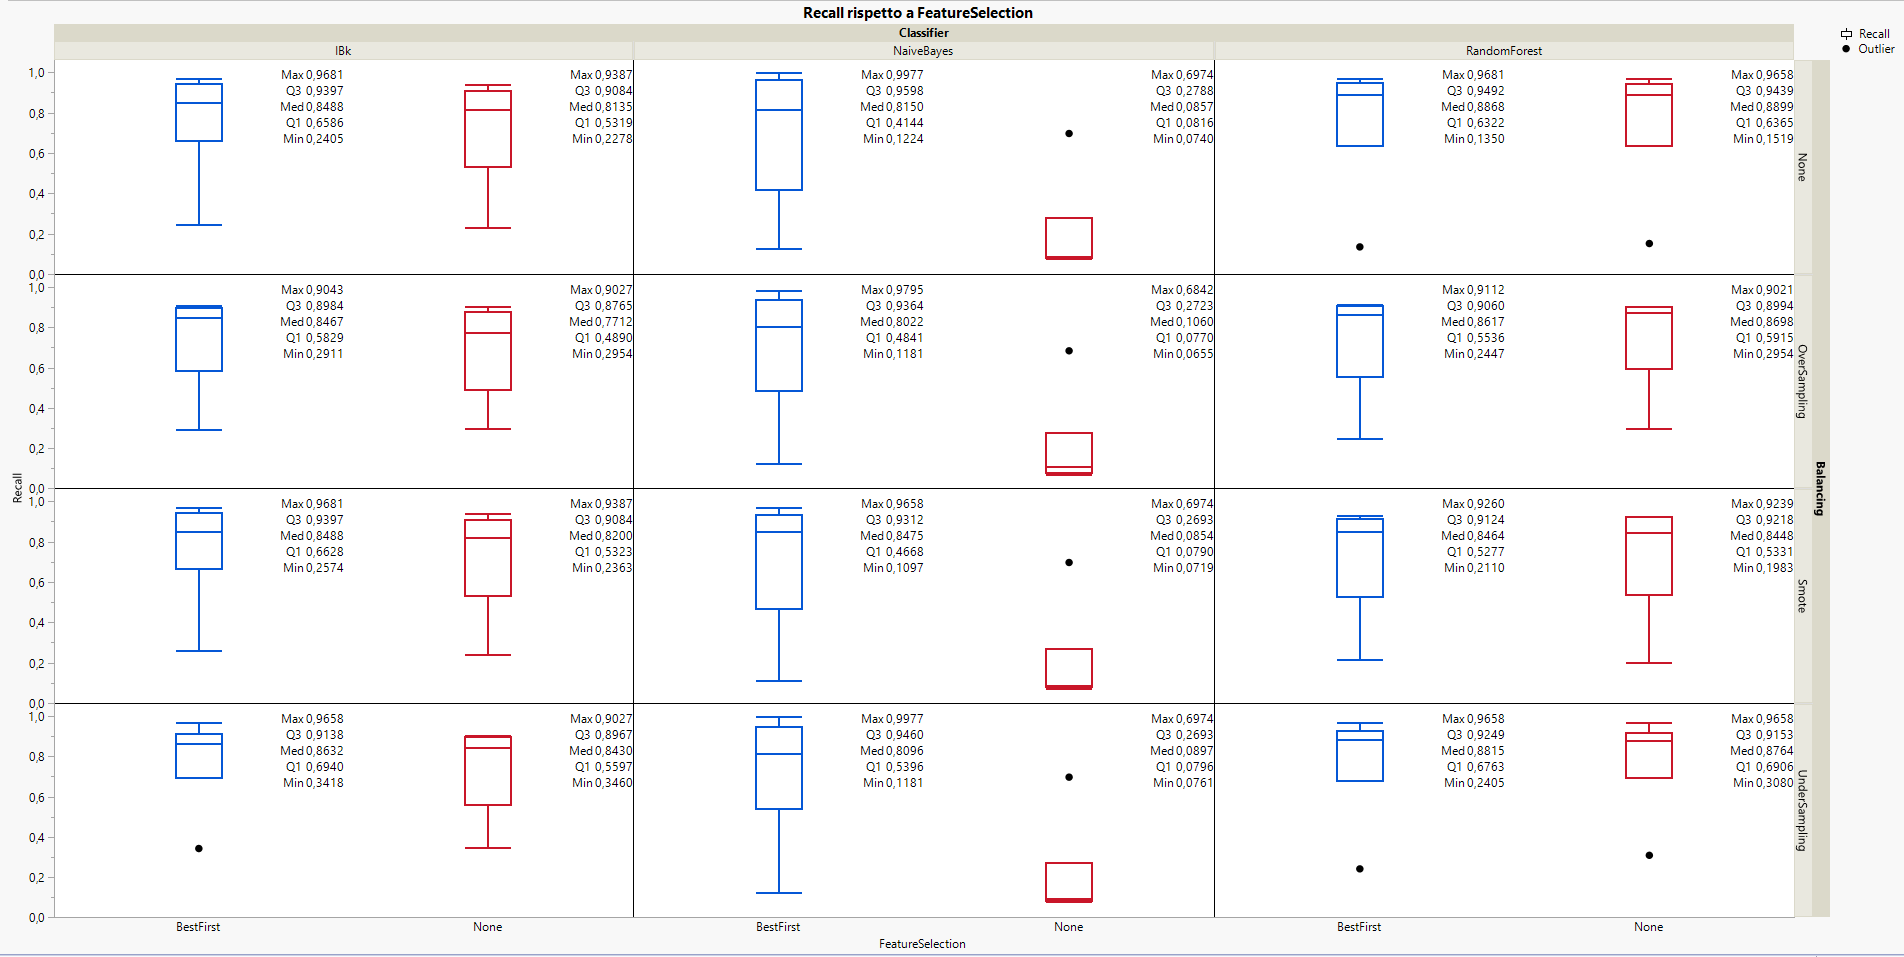 Recall rispetto a FeatureSelection
Classifier
IBk
NaiveBayes
RandomForest
Recall
Outlier
1,0
0,8
0,6
0,4
0,2
0,0
Max 0,9681
Q3 0,9397
Med 0,8488
Q1 0,6586
Min 0,2405
Max 0,9387
Q3 0,9084
Med 0,8135
Q1 0,5319
Min 0,2278
Max 0,9977
Q3 0,9598
Med 0,8150
Q1 0,4144
Min 0,1224
Max 0,6974
Q3 0,2788
Med 0,0857
Q1 0,0816
Min 0,0740
Max 0,9681
Q3 0,9492
Med 0,8868
Q1 0,6322
Min 0,1350
Max 0,9658
Q3 0,9439
Med 0,8899
Q1 0,6365
Min 0,1519
None
1,0
0,8
0,6
0,4
0,2
0,0
Max 0,9043
Q3 0,8984
Med 0,8467
Q1 0,5829
Min 0,2911
Max 0,9027
Q3 0,8765
Med 0,7712
Q1 0,4890
Min 0,2954
Max 0,9795
Q3 0,9364
Med 0,8022
Q1 0,4841
Min 0,1181
Max 0,6842
Q3 0,2723
Med 0,1060
Q1 0,0770
Min 0,0655
Max 0,9112
Q3 0,9060
Med 0,8617
Q1 0,5536
Min 0,2447
Max 0,9021
Q3 0,8994
Med 0,8698
Q1 0,5915
Min 0,2954
OverSampling
Recall
Balancing
1,0
0,8
0,6
0,4
0,2
0,0
Max 0,9681
Q3 0,9397
Med 0,8488
Q1 0,6628
Min 0,2574
Max 0,9387
Q3 0,9084
Med 0,8200
Q1 0,5323
Min 0,2363
Max 0,9658
Q3 0,9312
Med 0,8475
Q1 0,4668
Min 0,1097
Max 0,6974
Q3 0,2693
Med 0,0854
Q1 0,0790
Min 0,0719
Max 0,9260
Q3 0,9124
Med 0,8464
Q1 0,5277
Min 0,2110
Max 0,9239
Q3 0,9218
Med 0,8448
Q1 0,5331
Min 0,1983
Smote
1,0
0,8
0,6
0,4
0,2
0,0
Max 0,9658
Q3 0,9138
Med 0,8632
Q1 0,6940
Min 0,3418
Max 0,9027
Q3 0,8967
Med 0,8430
Q1 0,5597
Min 0,3460
Max 0,9977
Q3 0,9460
Med 0,8096
Q1 0,5396
Min 0,1181
Max 0,6974
Q3 0,2693
Med 0,0897
Q1 0,0796
Min 0,0761
Max 0,9658
Q3 0,9249
Med 0,8815
Q1 0,6763
Min 0,2405
Max 0,9658
Q3 0,9153
Med 0,8764
Q1 0,6906
Min 0,3080
UnderSampling
BestFirst
None
BestFirst
None
BestFirst
None
FeatureSelection